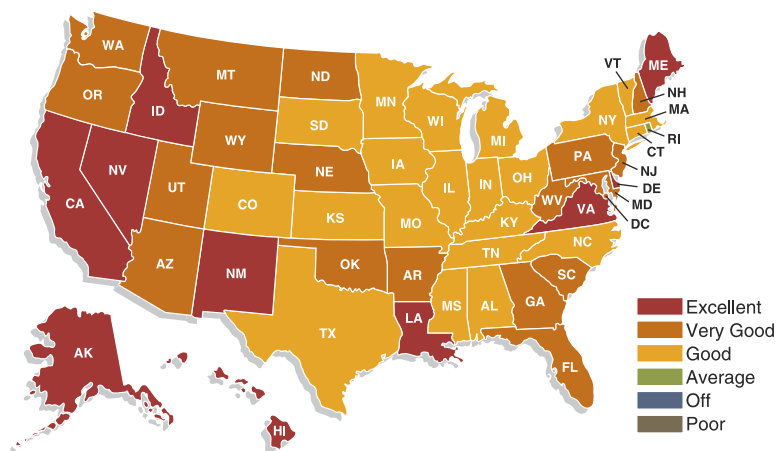 WA
OR
ID
MT
ND
MN
SD
WI
MI
WY
NV
CA
UT
CO
NE
IA
KS
MO
IL
IN
OH
KY
TN
AZ
NM
OK
AR
TX
LA
MS
AL
GA
FL
SC
NC
VA
WV
PA
NY
VT
ME
NH
MA
RI
CT
NJ
DE
MD
DC
AK
HI
Excellent
Very Good
Good
Average
Off
Poor